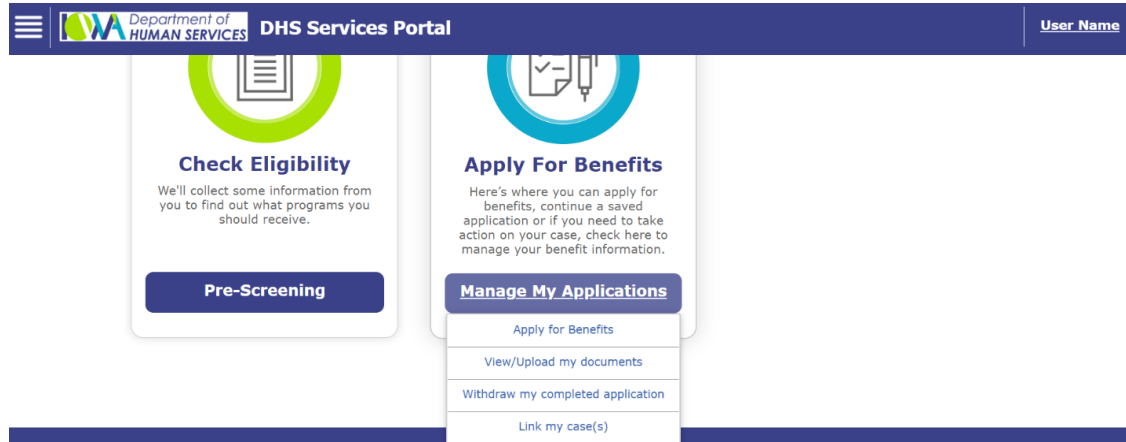 IOWA Department of
HUMAN SERVICES
DHS Services Portal
User Name
Check Eligibility
We'll collect some information from
you to find out what programs you
should receive.
Pre-Screening
Apply For Benefits
Here's where you can apply for
benefits, continue a saved
application or if you need to take
action on your case, check here to
manage your benefit information.
Manage My Applications
Apply for Benefits
View/Upload my documents
Withdraw my completed application
Link my case(s)